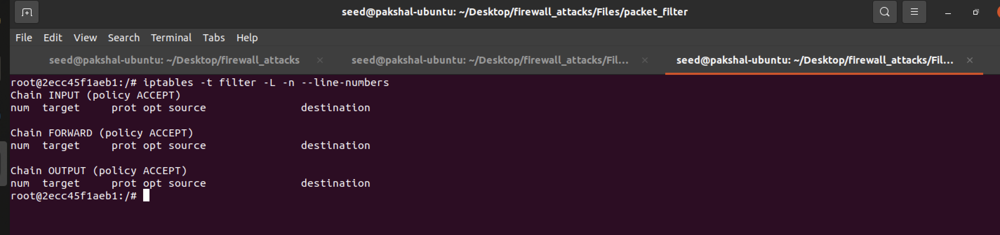 seed@pakshal-ubuntu: ~/Desktop/firewall_attacks/Files/packet_filter
File Edit View Search Terminal Tabs Help
seed@pakshal-ubuntu: ~/Desktop/firewall_attacks × seed@pakshal-ubuntu: ~/Desktop/firewall_attacks/Fil... × seed@pakshal-ubuntu: ~/Desktop/firewall_attacks/Fil... ×
root@2ecc45f1aeb1:/# iptables -t filter -L -n --line-numbers
Chain INPUT (policy ACCEPT)
num  target     prot opt source               destination

Chain FORWARD (policy ACCEPT)
num  target     prot opt source               destination

Chain OUTPUT (policy ACCEPT)
num  target     prot opt source               destination
root@2ecc45f1aeb1:/#